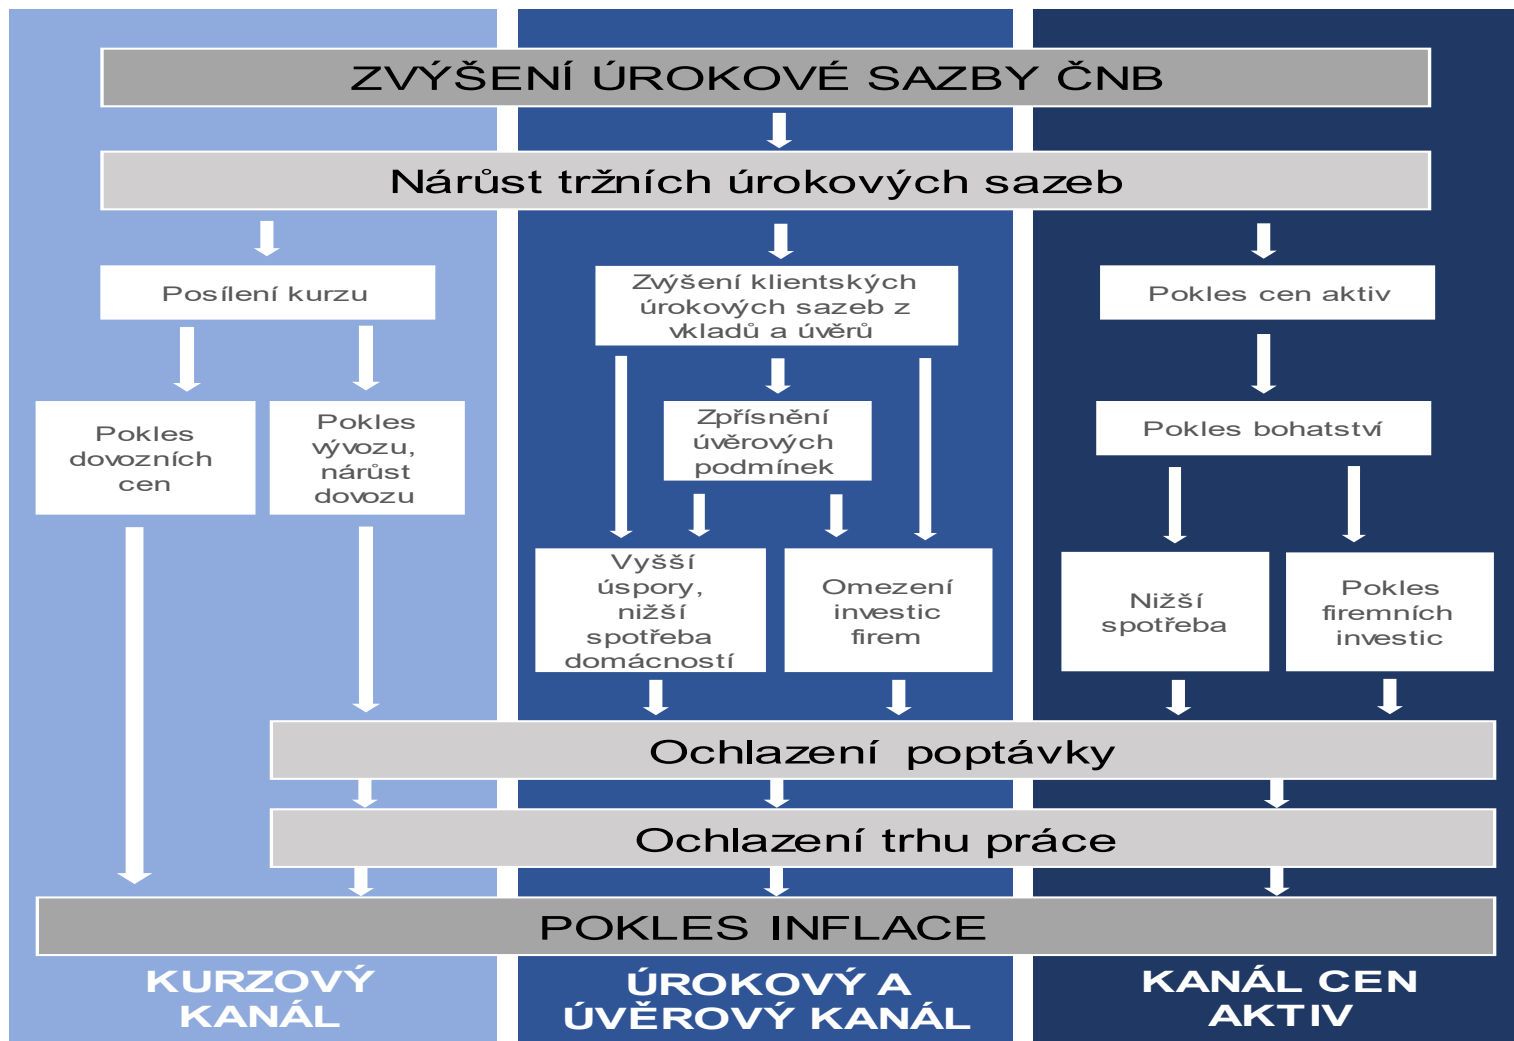 ZVÝŠENÍ ÚROKOVÉ SAZBY ČNB
Nárůst tržních úrokových sazeb
Posílení kurzu
Zvýšení klientských
úrokových sazeb z
vkladů a úvěrů
Pokles cen aktiv
Pokles
dovozních
cen
Pokles
vývozu,
nárůst
dovozu
Zpřísnění
úvěrových
podmínek
Pokles bohatství
Vyšší
úspory,
nižší
spotřeba
domácností
Omezení
investic
firem
Nižší
spotřeba
Pokles
firemních
investic
Ochlazení poptávky
Ochlazení trhu práce
POKLES INFLACE
KURZOVÝ
KANÁL
ÚROKOVÝ A
ÚVĚROVÝ KANÁL
KANÁL CEN
AKTIV